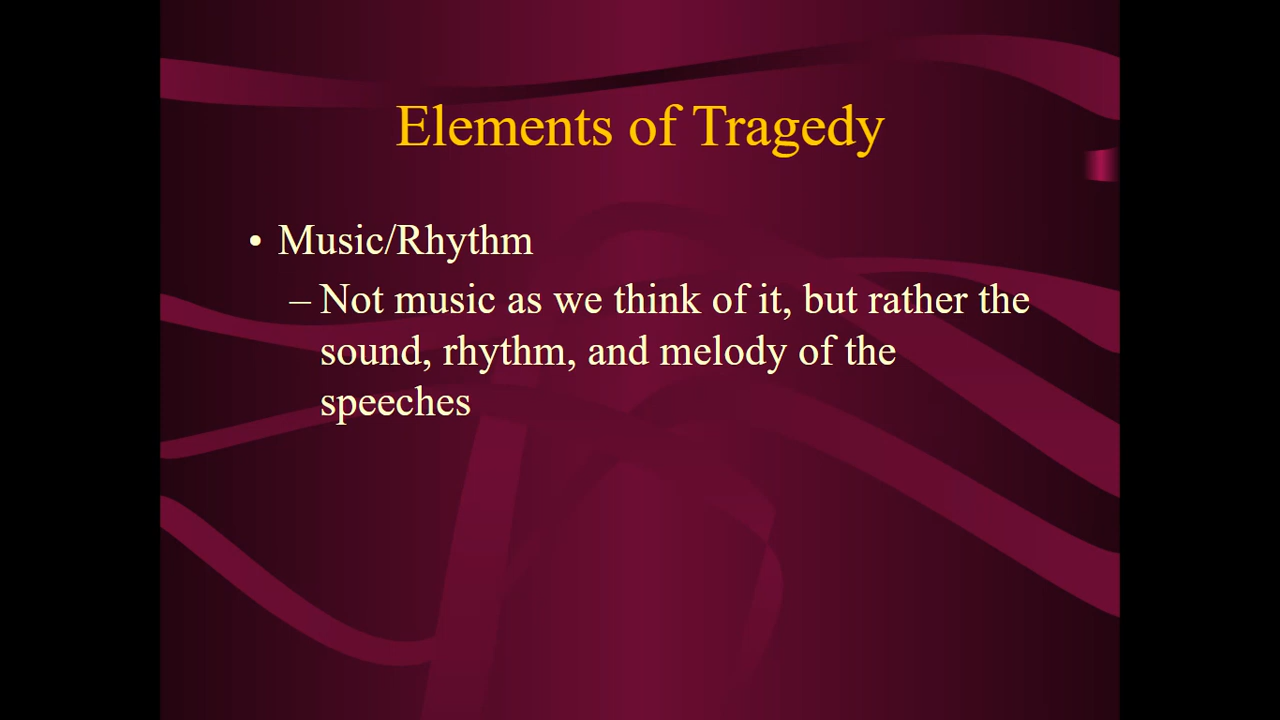 Elements of Tragedy
• Music/Rhythm
– Not music as we think of it, but rather the
sound, rhythm, and melody of the
speeches